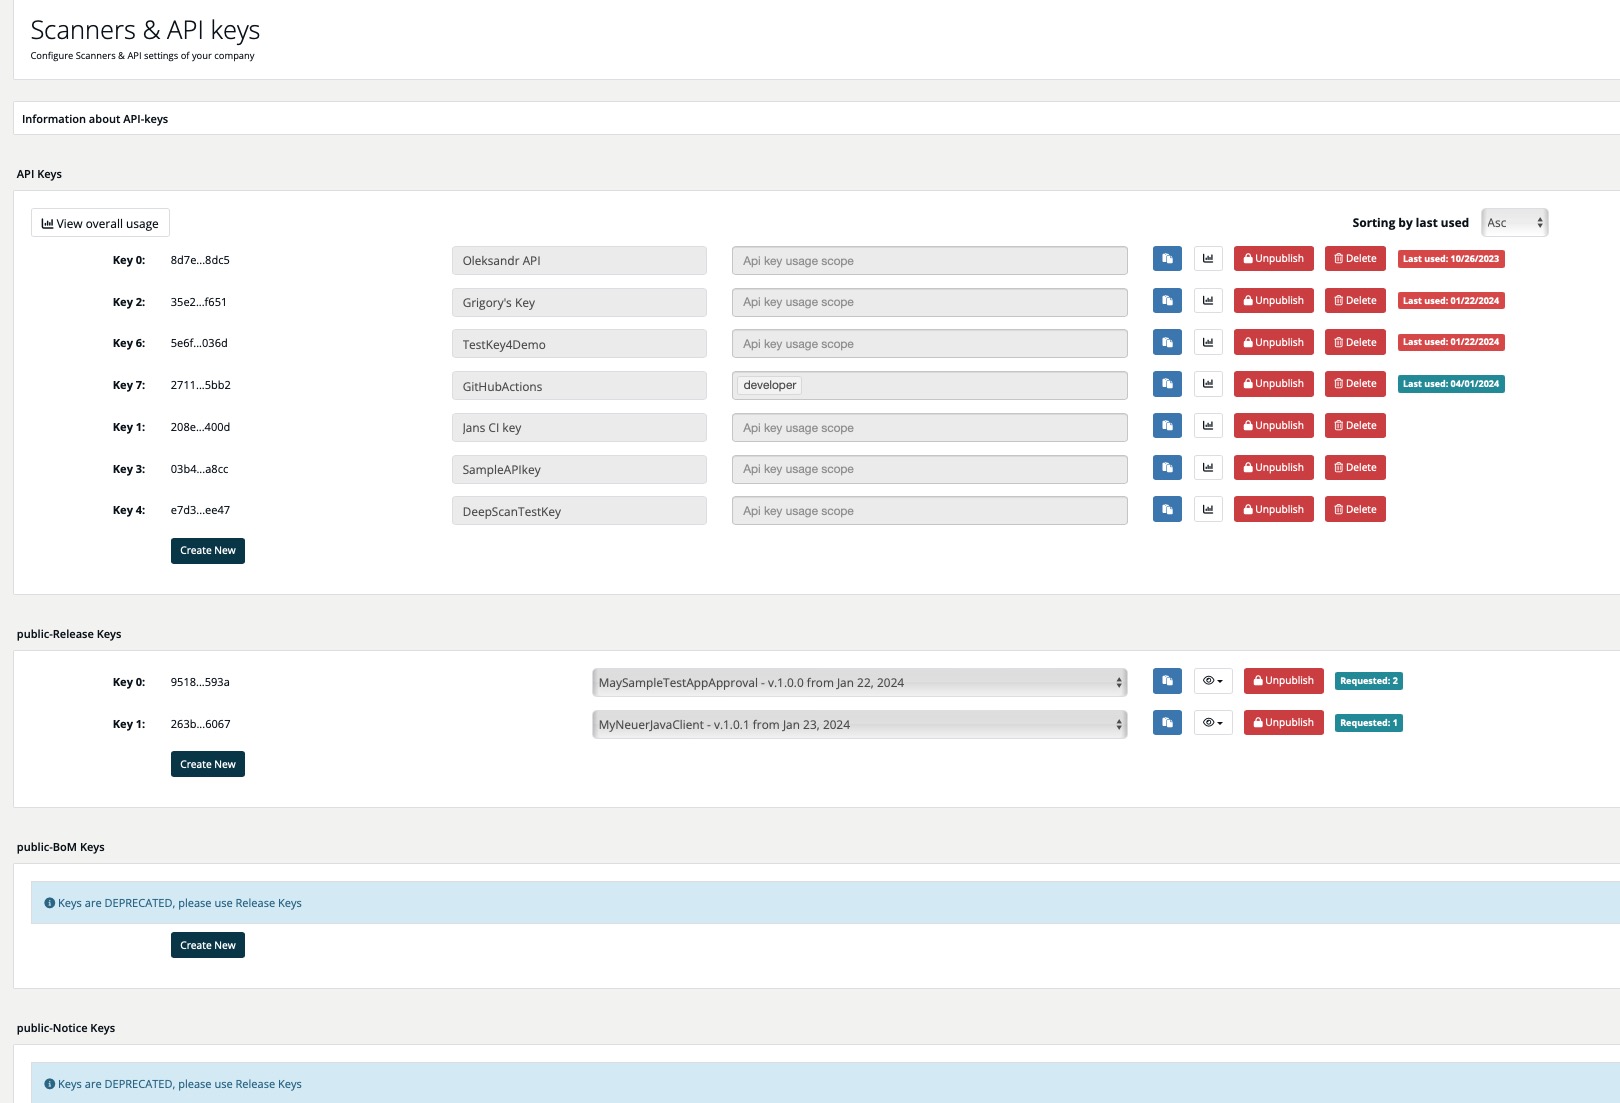 Scanners & API keys
Configure Scanners & API settings of your company
Information about API-keys
API Keys
View overall usage
Sorting by last used Asc
Key 0: 8d7e...8dc5 Oleksandr API Api key usage scope Unpublish Delete Last used: 10/26/2023
Key 2: 35e2...f651 Grigory's Key Api key usage scope Unpublish Delete Last used: 01/22/2024
Key 6: 5e6f...036d TestKey4Demo Api key usage scope Unpublish Delete Last used: 01/22/2024
Key 7: 2711...5bb2 GitHubActions developer Unpublish Delete Last used: 04/01/2024
Key 1: 208e...400d Jans CI key Api key usage scope Unpublish Delete
Key 3: 03b4...a8cc SampleAPIkey Api key usage scope Unpublish Delete
Key 4: e7d3...ee47 DeepScanTestKey Api key usage scope Unpublish Delete
Create New
public-Release Keys
Key 0: 9518...593a MaySampleTestAppApproval - v.1.0.0 from Jan 22, 2024 Unpublish Requested: 2
Key 1: 263b...6067 MyNeuerJavaClient - v.1.0.1 from Jan 23, 2024 Unpublish Requested: 1
Create New
public-BoM Keys
Keys are DEPRECATED, please use Release Keys
Create New
public-Notice Keys
Keys are DEPRECATED, please use Release Keys